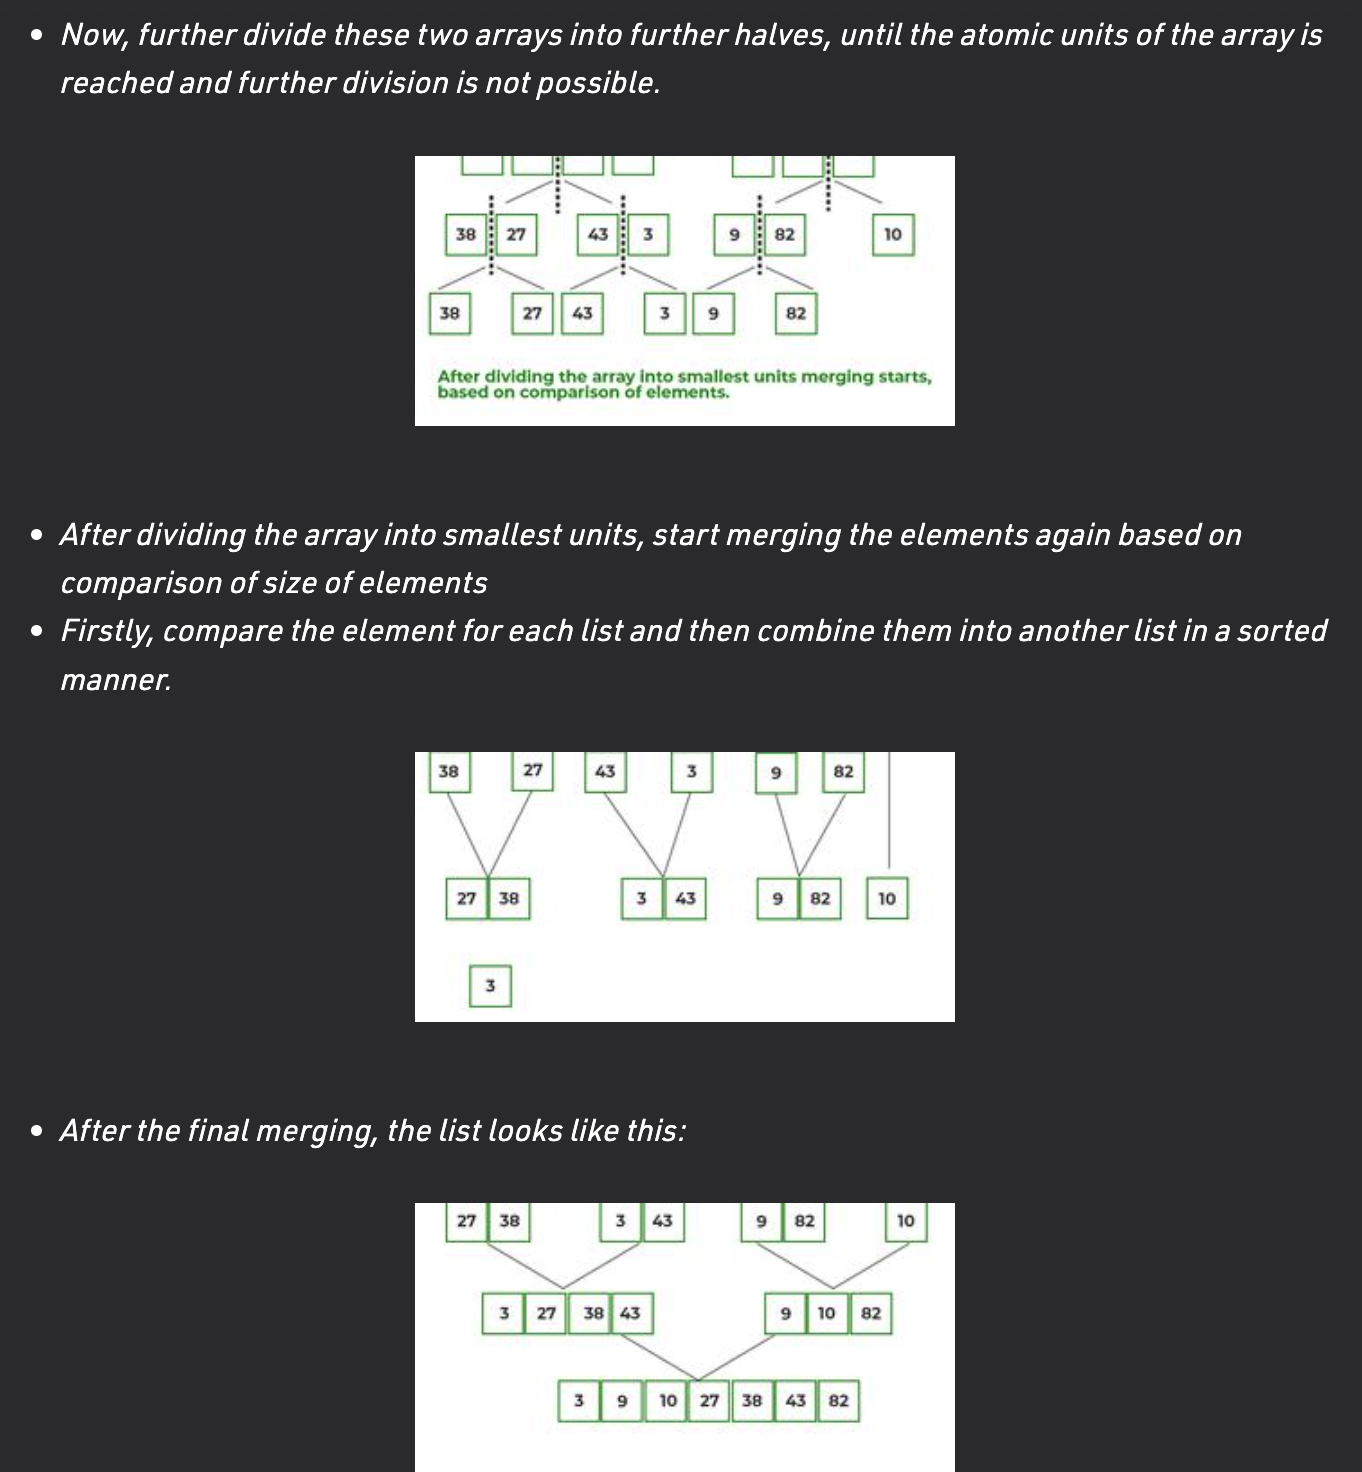 • Now, further divide these two arrays into further halves, until the atomic units of the array is
reached and further division is not possible.
38 27 43 3 9 82 10
38 27 43 3 9 82
After dividing the array into smallest units merging starts,
based on comparison of elements.
• After dividing the array into smallest units, start merging the elements again based on
comparison of size of elements
• Firstly, compare the element for each list and then combine them into another list in a sorted
manner.
38 27 43 3 9 82
27 38 3 43 9 82 10
3
• After the final merging, the list looks like this:
27 38 3 43 9 82 10
3 27 38 43 9 10 82
3 9 10 27 38 43 82